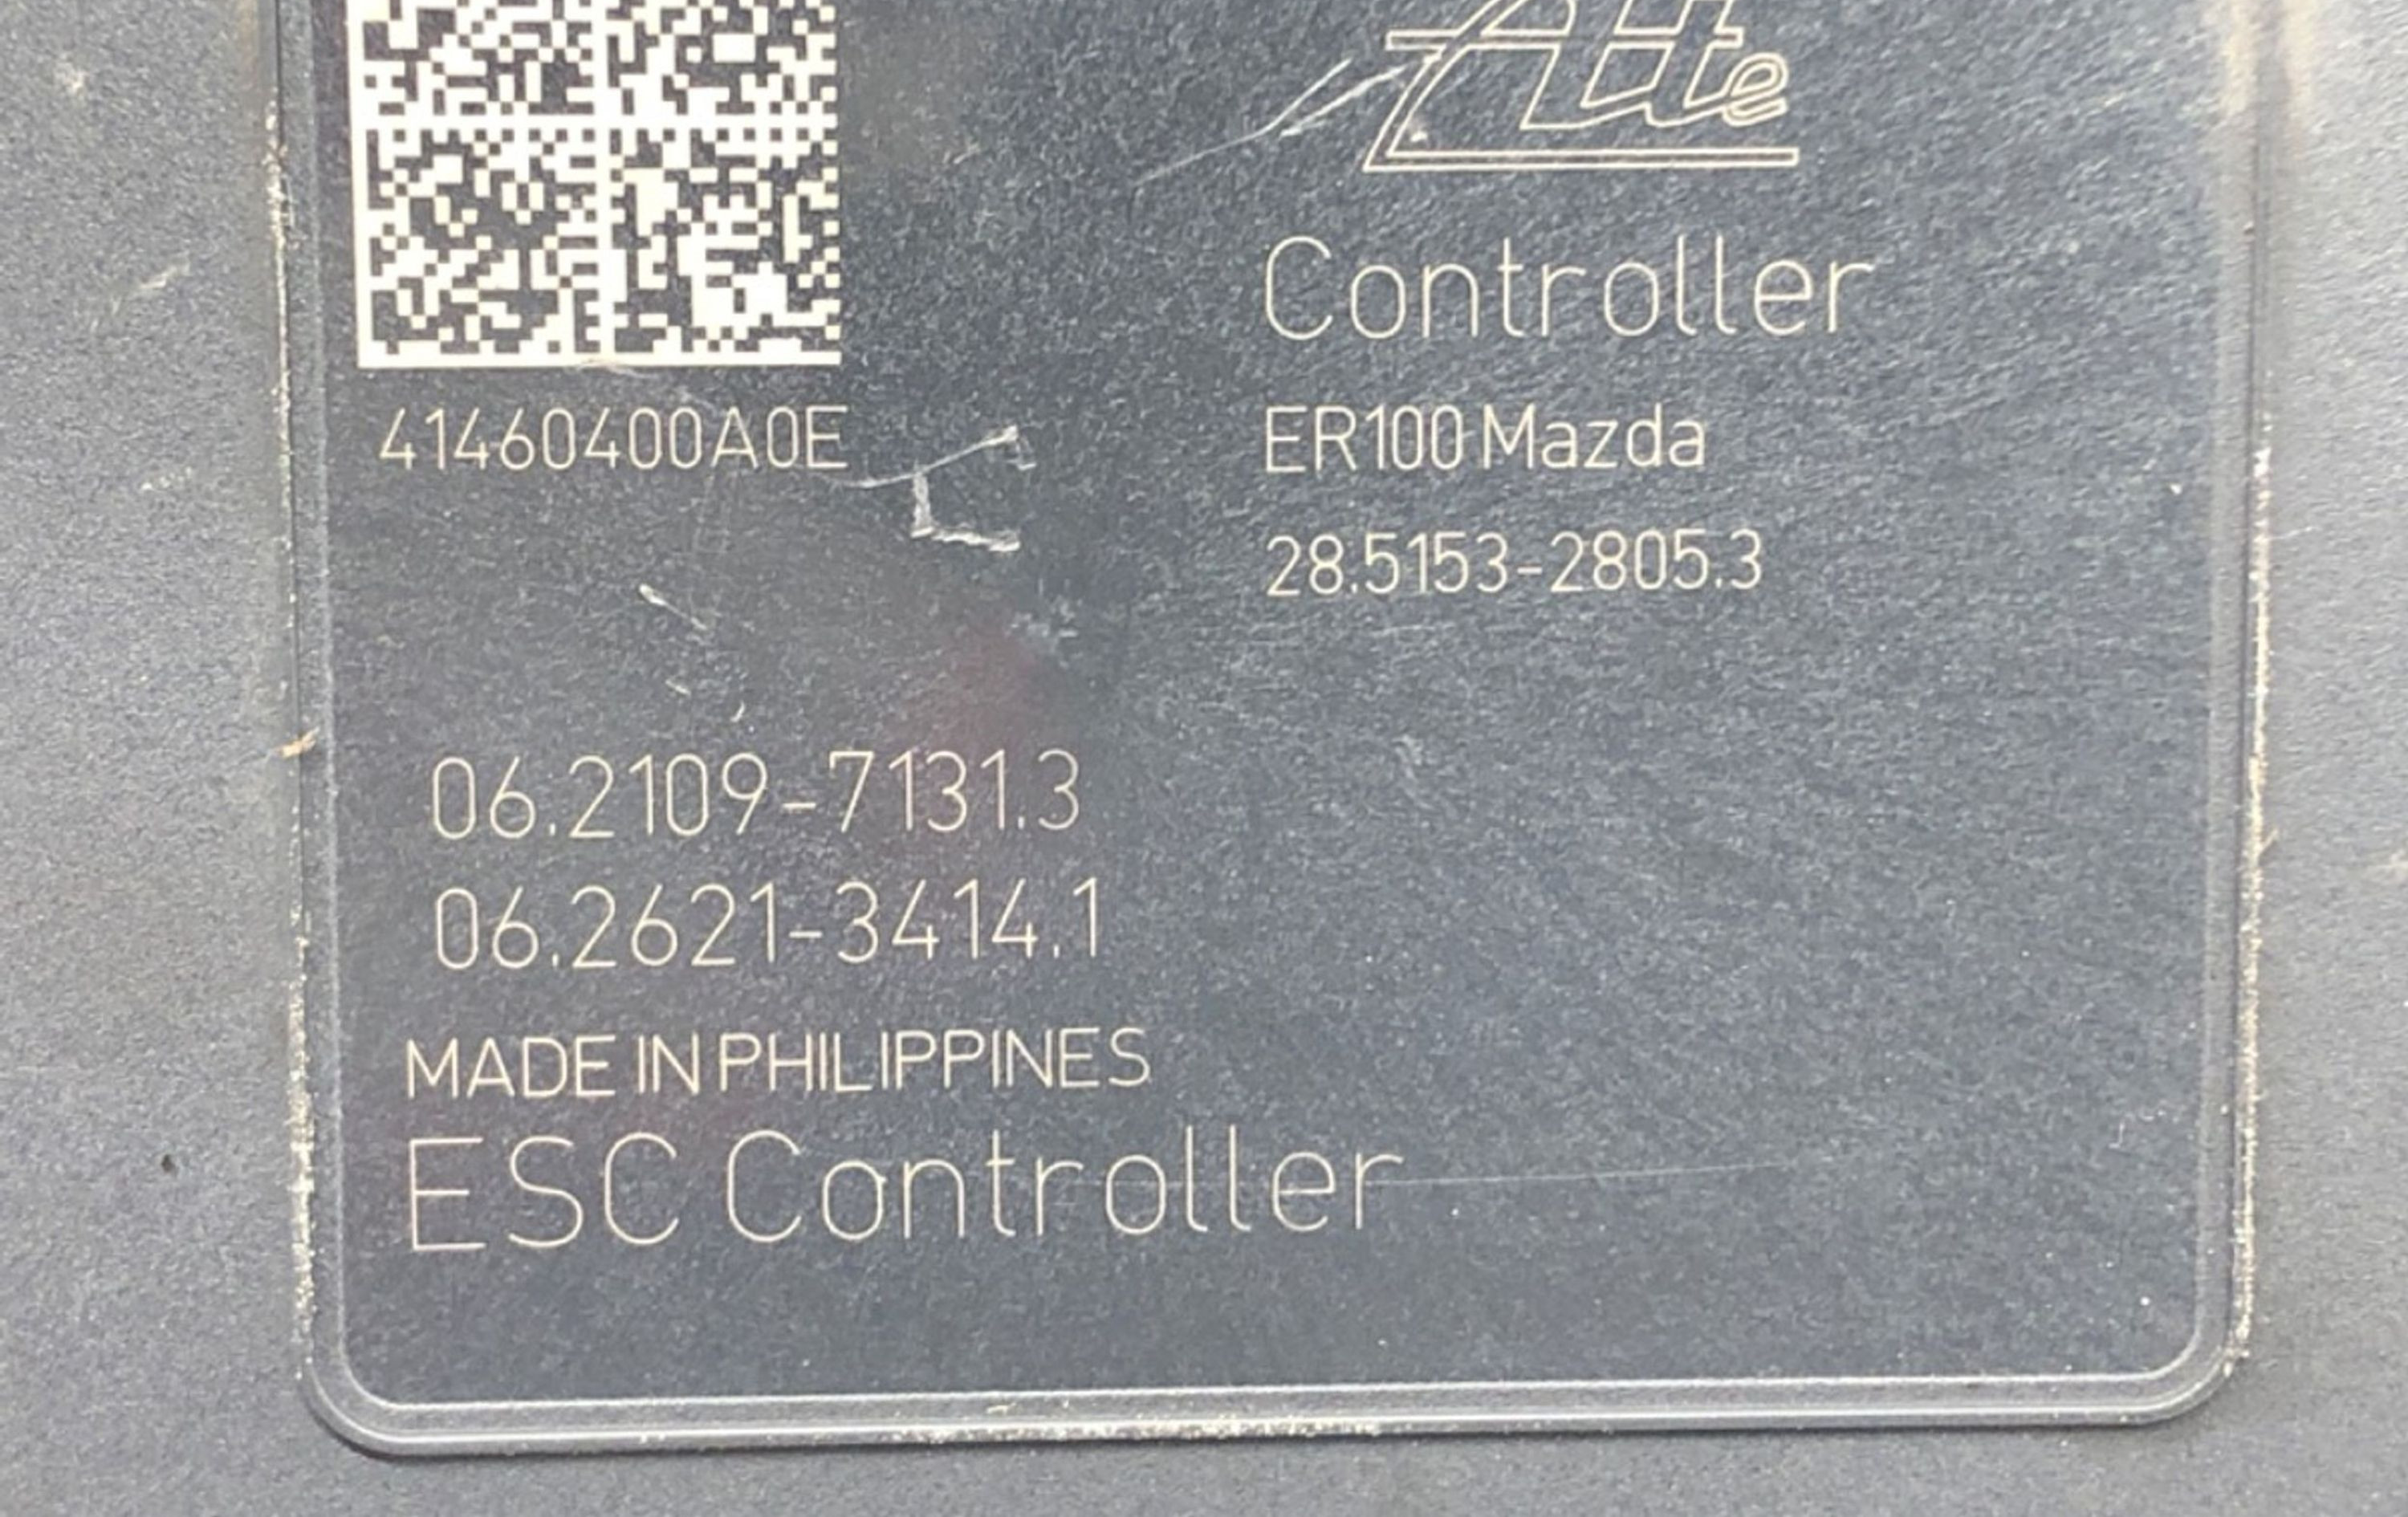 Ate
Controller
41460400A0E
ER100 Mazda
28.5153-2805.3
06.2109-7131.3
06.2621-3414.1
MADE IN PHILIPPINES
ESC Controller